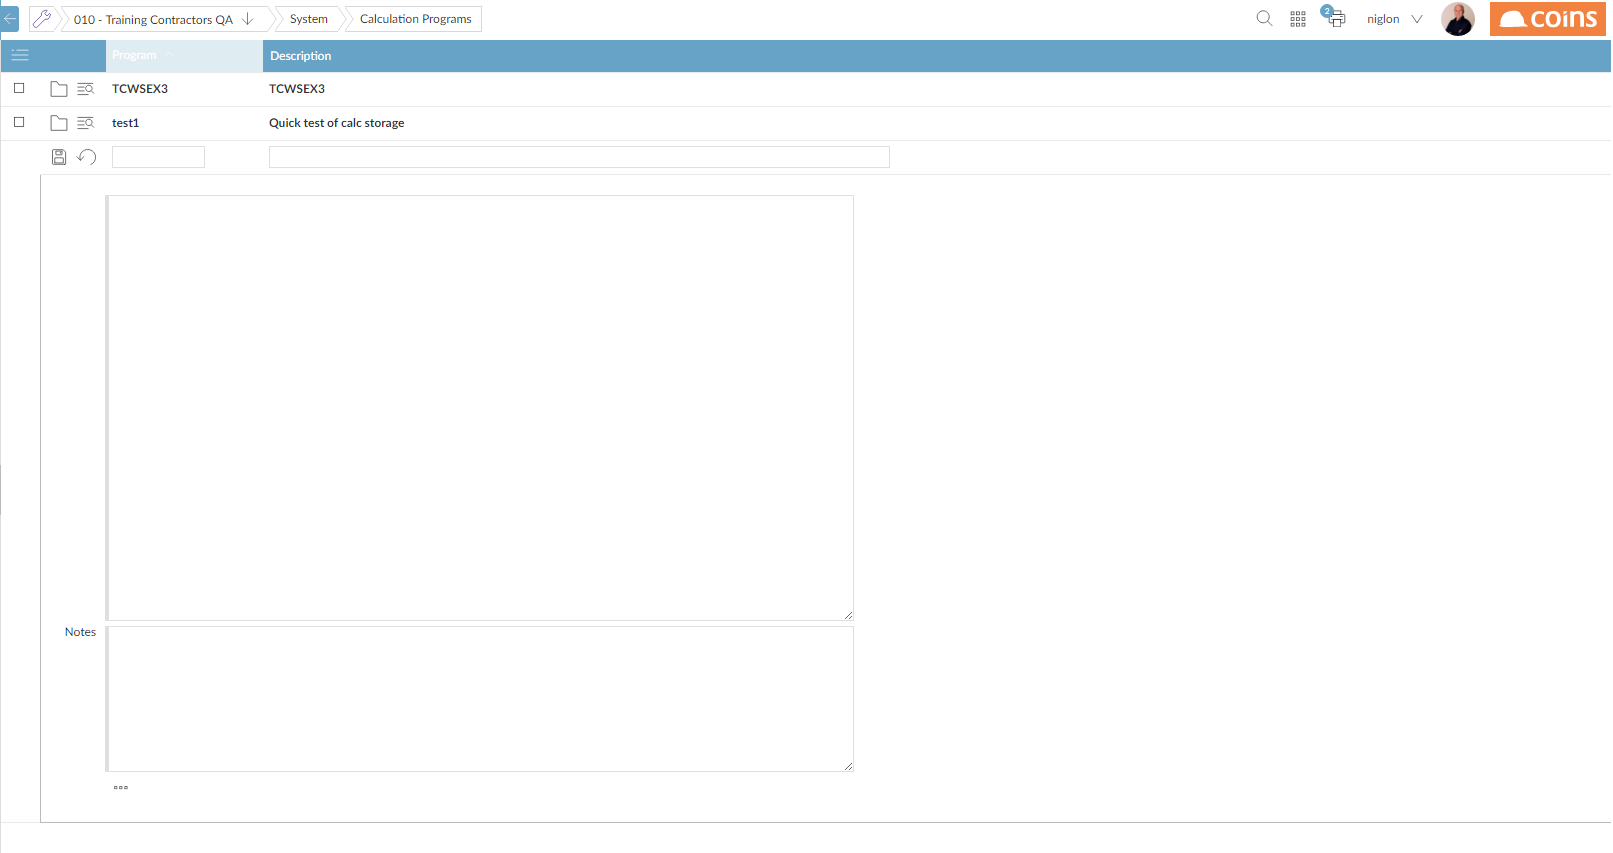 010 - Training Contractors QA
System
Calculation Programs
2
niglon
coins
Program
Description
TCWSEX3 TCWSEX3
test1 Quick test of calc storage
Notes